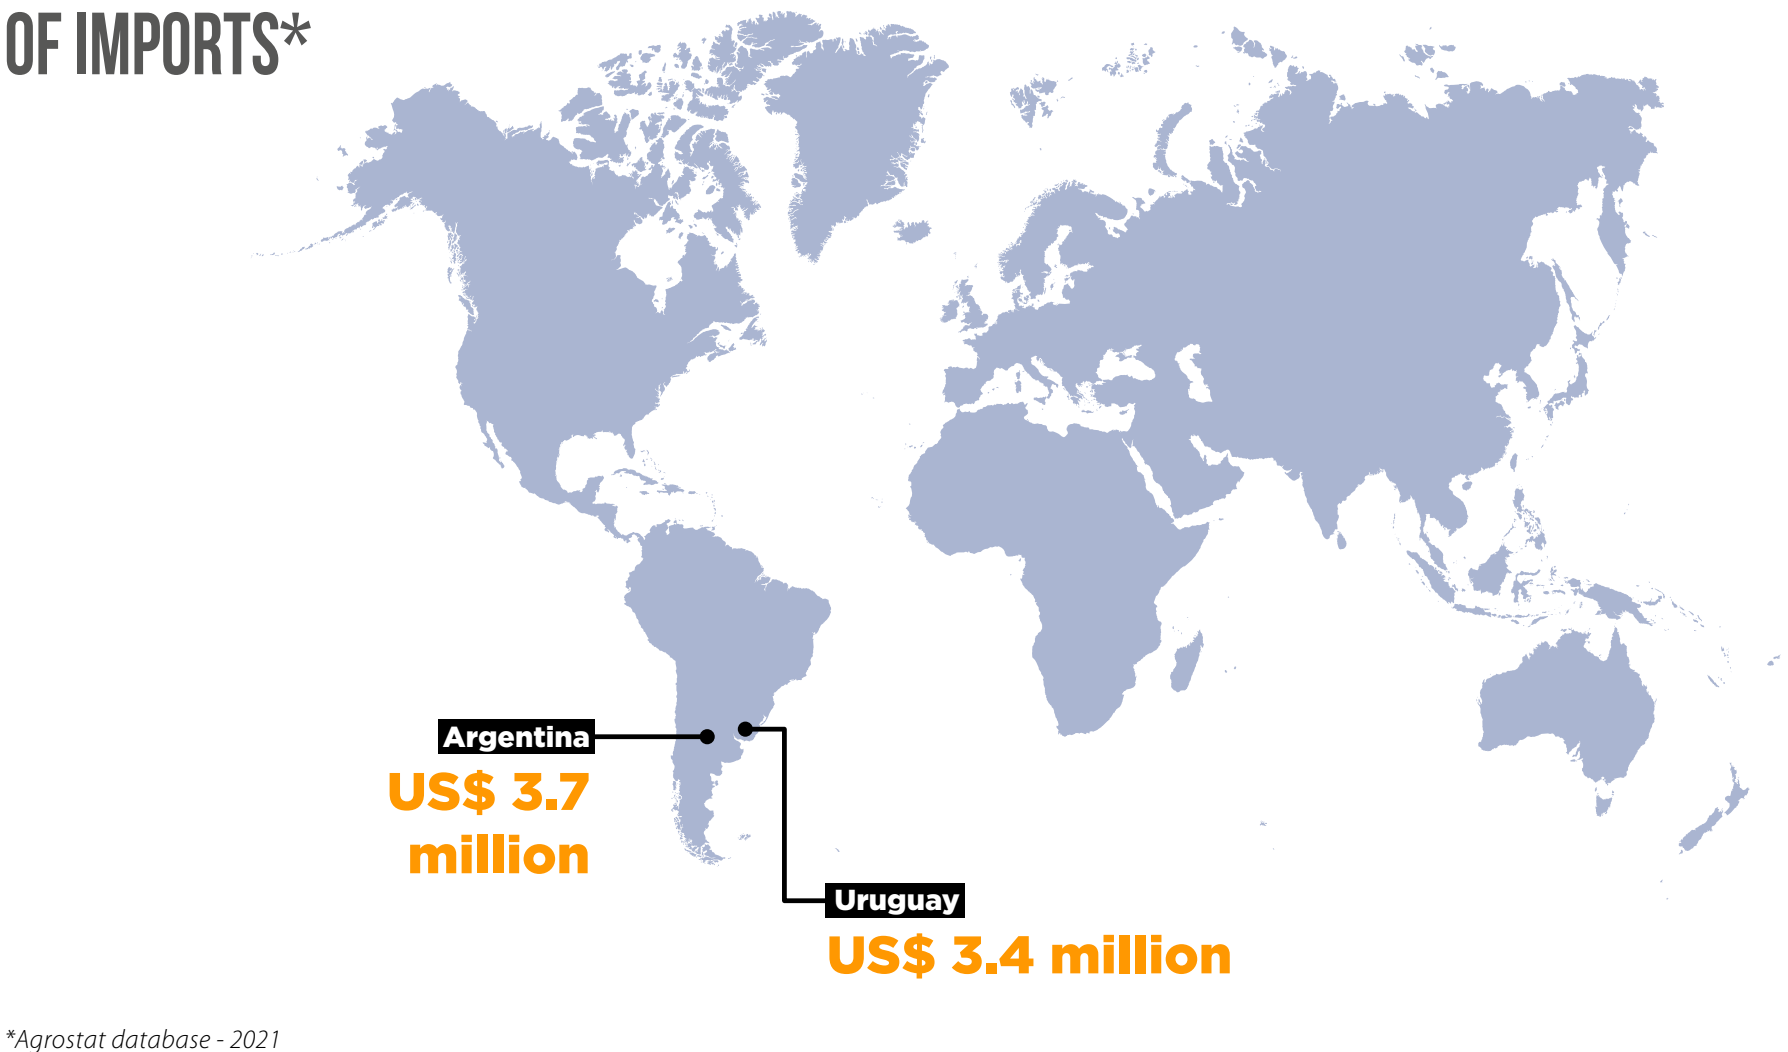 OF IMPORTS*
Argentina
US$ 3.7
million
Uruguay
US$ 3.4 million
*Agrostat database - 2021